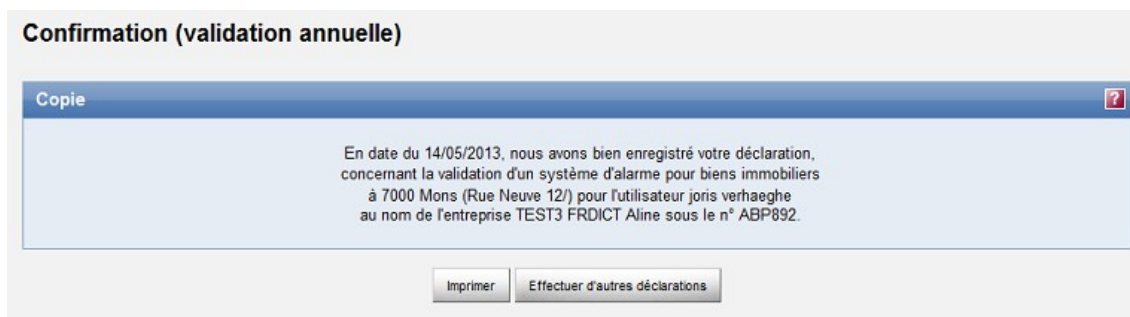 Confirmation (validation annuelle)
Copie
?
En date du 14/05/2013, nous avons bien enregistré votre déclaration,
concernant la validation d'un système d'alarme pour biens immobiliers
à 7000 Mons (Rue Neuve 12/) pour l'utilisateur joris verhaeghe
au nom de l'entreprise TEST3 FRDICT Aline sous le n° ABP892.
Imprimer
Effectuer d'autres déclarations